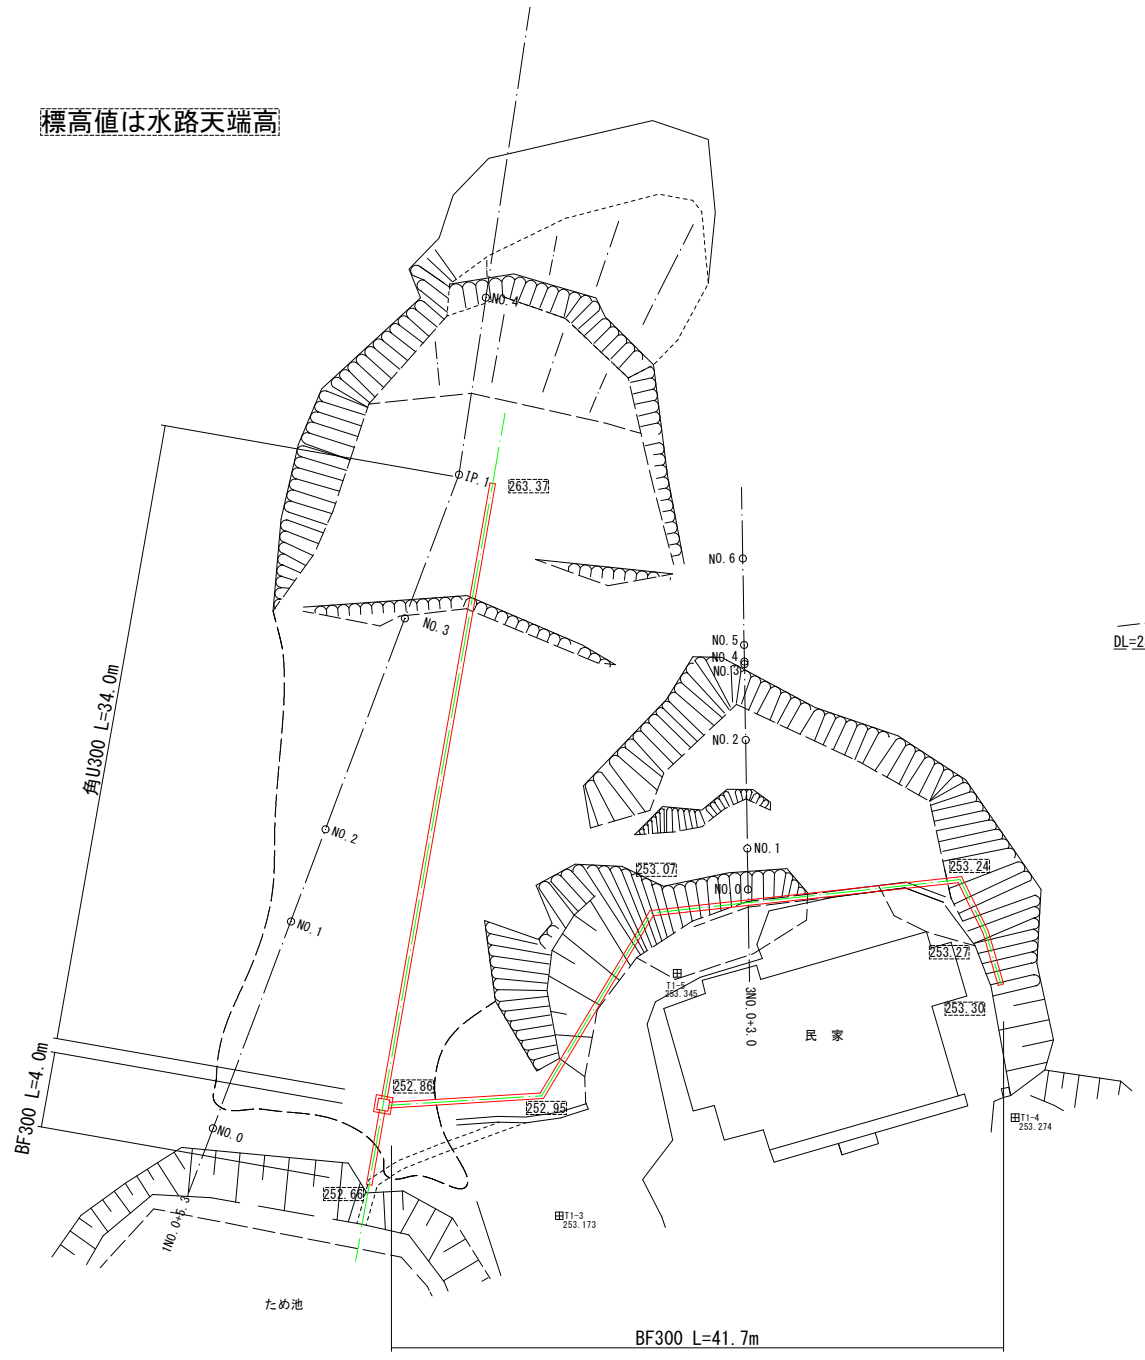 標高値は水路天端高
NO.4
IP.1
263.37
NO.3
NO.6
NO.5
NO.4
NO.3
DL=2
NO.2
角U300 L=34.0m
NO.2
NO.1
253.07
253.24
NO.0
NO.1
253.27
T1-5
253.345
3NO.0+3.0
253.30
民 家
BF300 L=4.0m
252.86
252.95
T1-4
253.274
NO.0
252.66
1NO.0+5.3
T1-3
253.173
ため池
BF300 L=41.7m